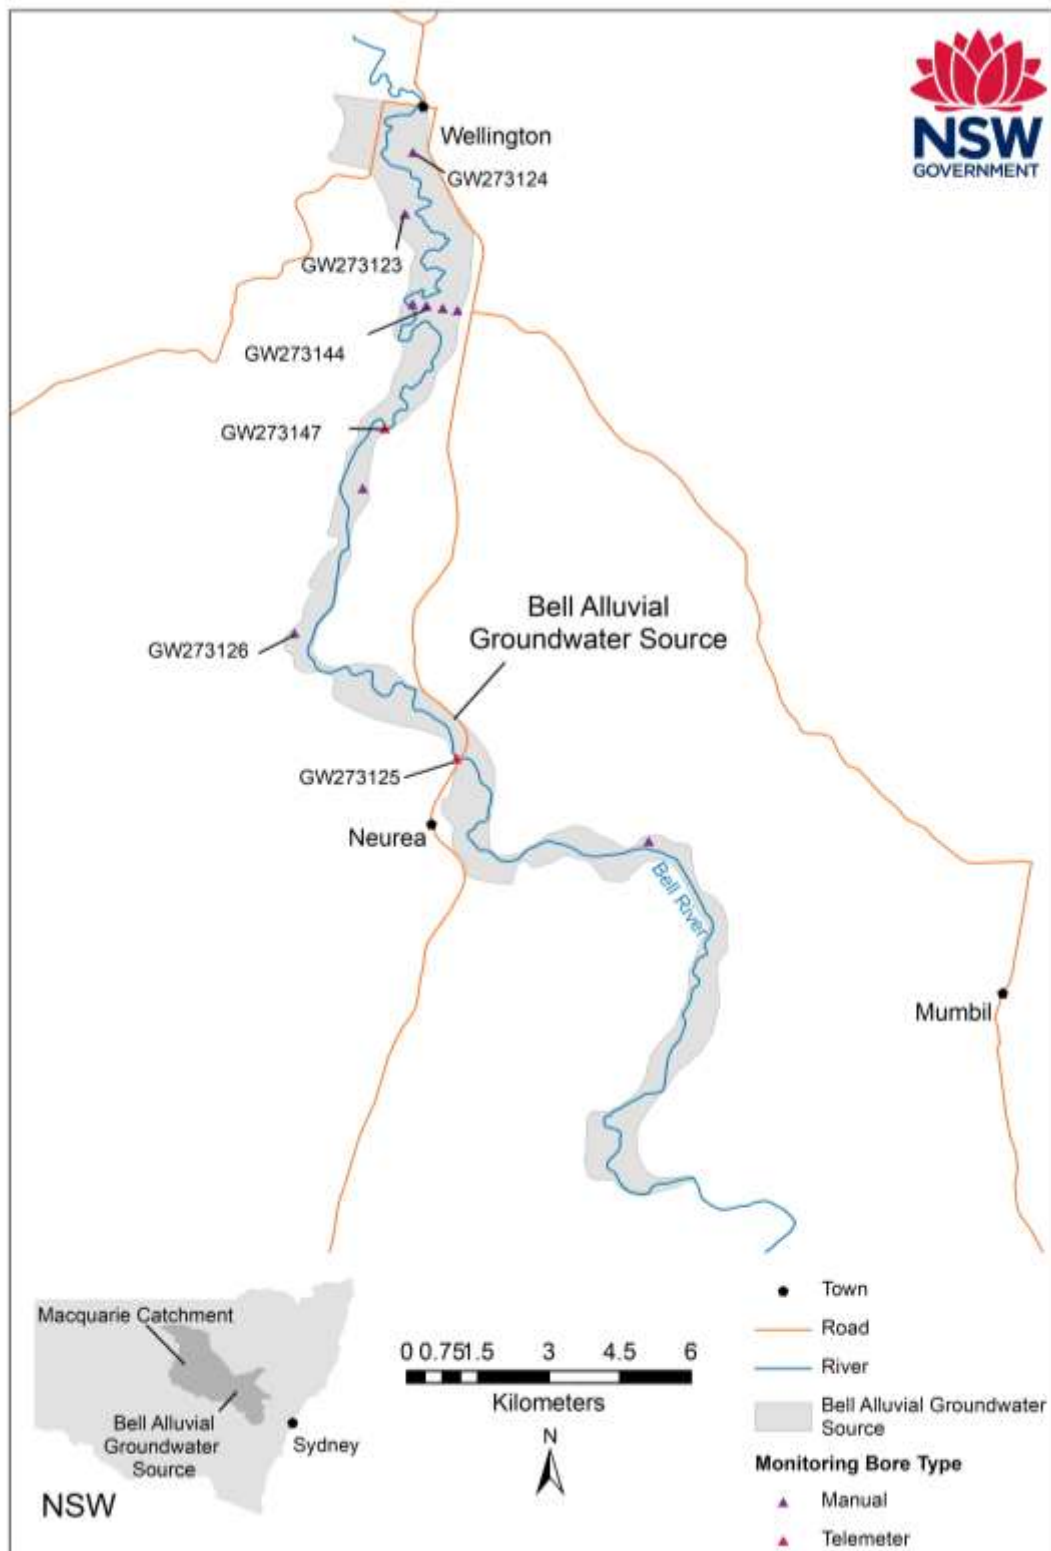 NSW
GOVERNMENT
Wellington
GW273124
GW273123
GW273144
GW273147
Bell Alluvial
Groundwater Source
GW273126
GW273125
Neurea
Bell River
Mumbil
Macquarie Catchment
Bell Alluvial
Groundwater
Source
Sydney
NSW
0 0.75 1.5 3 4.5 6
Kilometers
N
Town
Road
River
Bell Alluvial Groundwater
Source
Monitoring Bore Type
Manual
Telemeter